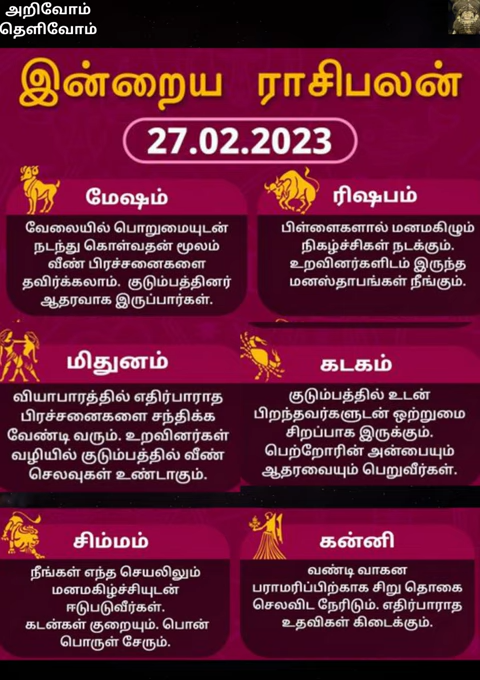 அறிவோம்
தெளிவோம்
இன்றைய ராசிபலன்
27.02.2023
மேஷம்
வேலையில் பொறுமையுடன்
நடந்து கொள்வதன் மூலம்
வீண் பிரச்சனைகளை
தவிர்க்கலாம். குடும்பத்தினர்
ஆதரவாக இருப்பார்கள்.
ரிஷபம்
பிள்ளைகளால் மனமகிழும்
நிகழ்ச்சிகள் நடக்கும்.
உறவினர்களிடம் இருந்த
மனஸ்தாபங்கள் நீங்கும்.
மிதுனம்
வியாபாரத்தில் எதிர்பாராத
பிரச்சனைகளை சந்திக்க
வேண்டி வரும். உறவினர்கள்
வழியில் குடும்பத்தில் வீண்
செலவுகள் உண்டாகும்.
கடகம்
குடும்பத்தில் உடன்
பிறந்தவர்களுடன் ஒற்றுமை
சிறப்பாக இருக்கும்.
பெற்றோரின் அன்பையும்
ஆதரவையும் பெறுவீர்கள்.
சிம்மம்
நீங்கள் எந்த செயலிலும்
மனமகிழ்ச்சியுடன்
ஈடுபடுவீர்கள்.
கடன்கள் குறையும். பொன்
பொருள் சேரும்.
கன்னி
வண்டி வாகன
பராமரிப்பிற்காக சிறு தொகை
செலவிட நேரிடும். எதிர்பாராத
உதவிகள் கிடைக்கும்.